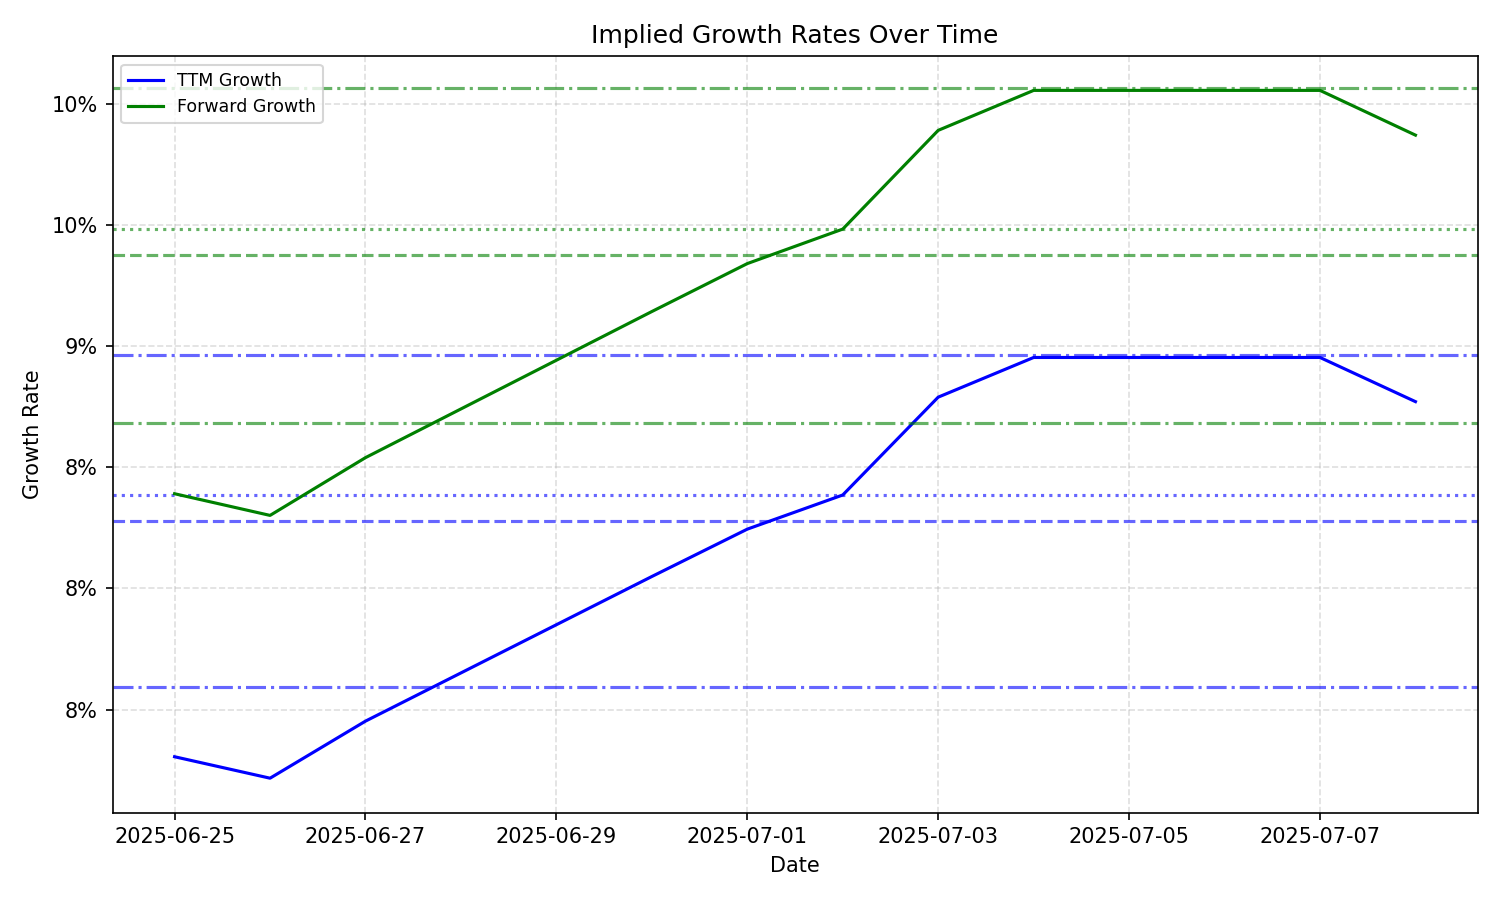 Implied Growth Rates Over Time
TTM Growth
Forward Growth
10%
10%
9%
8%
8%
8%
Growth Rate
2025-06-25
2025-06-27
2025-06-29
2025-07-01
2025-07-03
2025-07-05
2025-07-07
Date